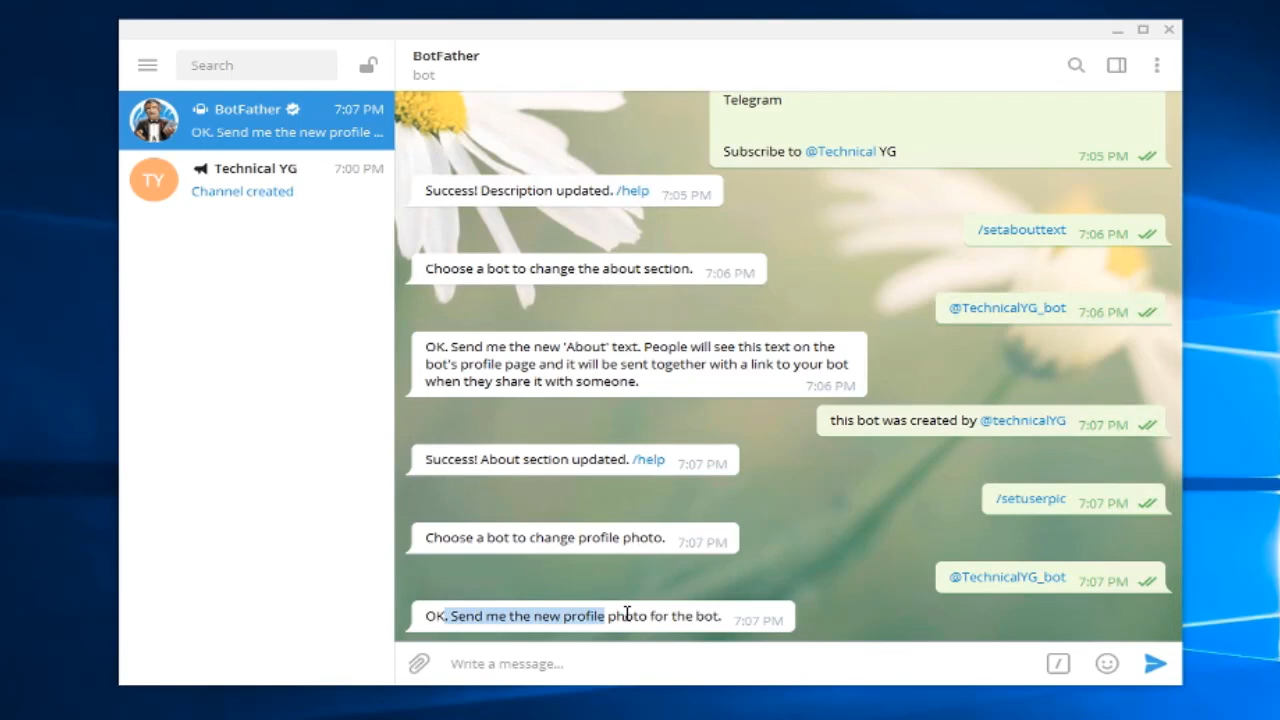 Search
BotFather
bot
BotFather 7:07 PM
OK. Send me the new profile ...
TY
Technical YG 7:00 PM
Channel created
Telegram
Subscribe to @Technical YG
7:05 PM
Success! Description updated. /help 7:05 PM
/setabouttext 7:06 PM
Choose a bot to change the about section. 7:06 PM
@TechnicalYG_bot 7:06 PM
OK. Send me the new 'About' text. People will see this text on the
bot's profile page and it will be sent together with a link to your bot
when they share it with someone. 7:06 PM
this bot was created by @technicalYG 7:07 PM
Success! About section updated. /help 7:07 PM
/setuserpic 7:07 PM
Choose a bot to change profile photo. 7:07 PM
@TechnicalYG_bot 7:07 PM
OK. Send me the new profile photo for the bot. 7:07 PM
Write a message...